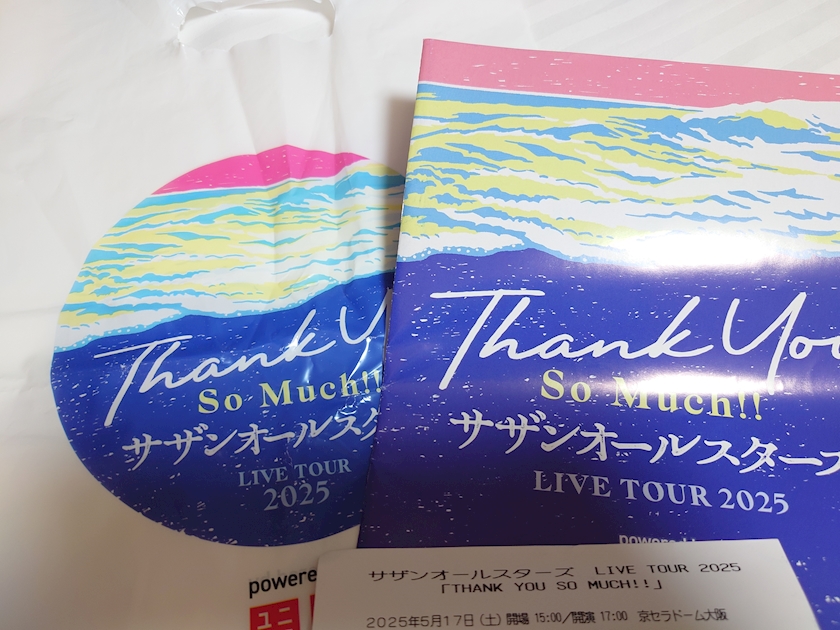 Thank
So Much!!
サザンオールスタ
LIVE TOUR
2025
powere
ユニ
Thank You
So Much!!
サザンオールスターズ
LIVE TOUR 2025
powered
サザンオールスターズ LIVE TOUR 2025
「THANK YOU SO MUCH!!」
2025年5月17日(土) 開場 15:00/開演 17:00 京セラドーム大阪